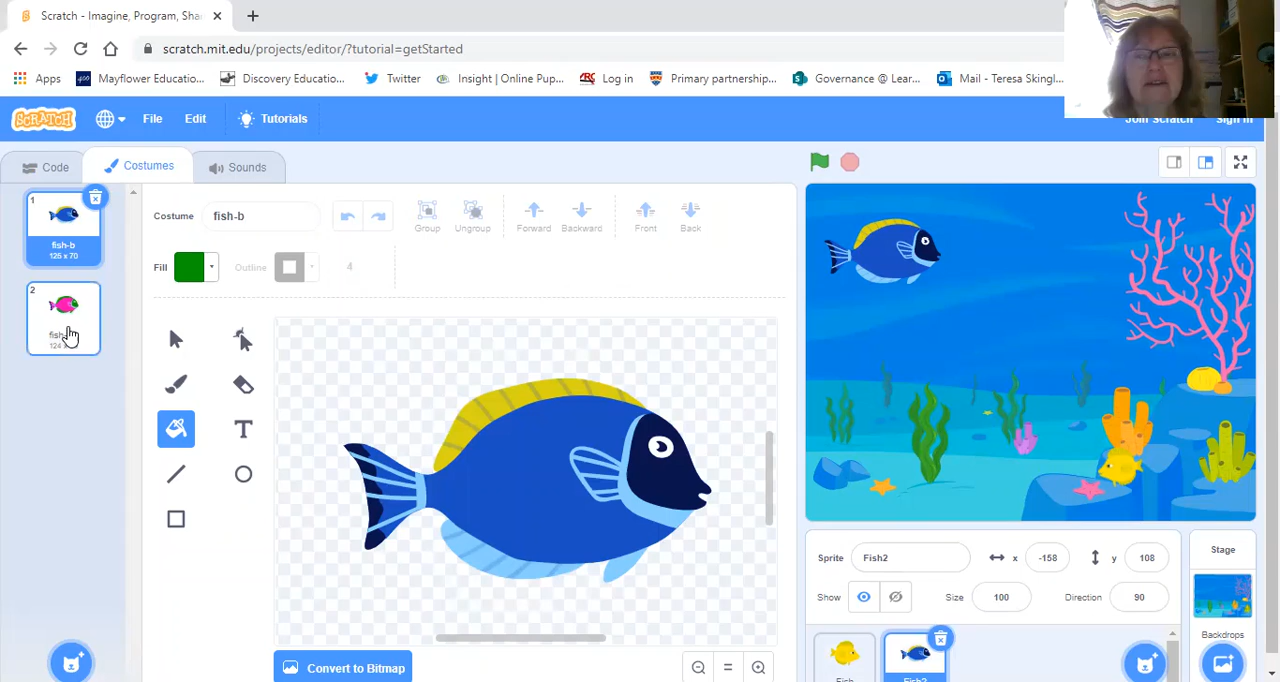 Scratch - Imagine, Program, Sha
scratch.mit.edu/projects/editor/?tutorial=getStarted
Apps
Mayflower Educatio...
Discovery Educatio...
Twitter
Insight | Online Pup...
Log in
Primary partnership...
Governance @ Lear...
Mail - Teresa Skingl...
SCRATCH
File
Edit
Tutorials
Join Scratch
Sign in
Code
Costumes
Sounds
1
fish-b
125 x 70
2
Costume
fish-b
Group
Ungroup
Forward
Backward
Front
Back
Fill
Outline
4
T
Convert to Bitmap
Sprite
Fish2
x
-158
y
108
Show
Size
100
Direction
90
Stage
Backdrops
Fish
Fish2